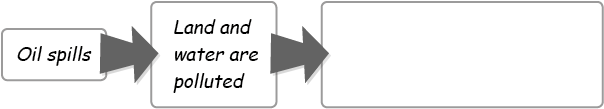 Oil spills
Land and
water are
polluted